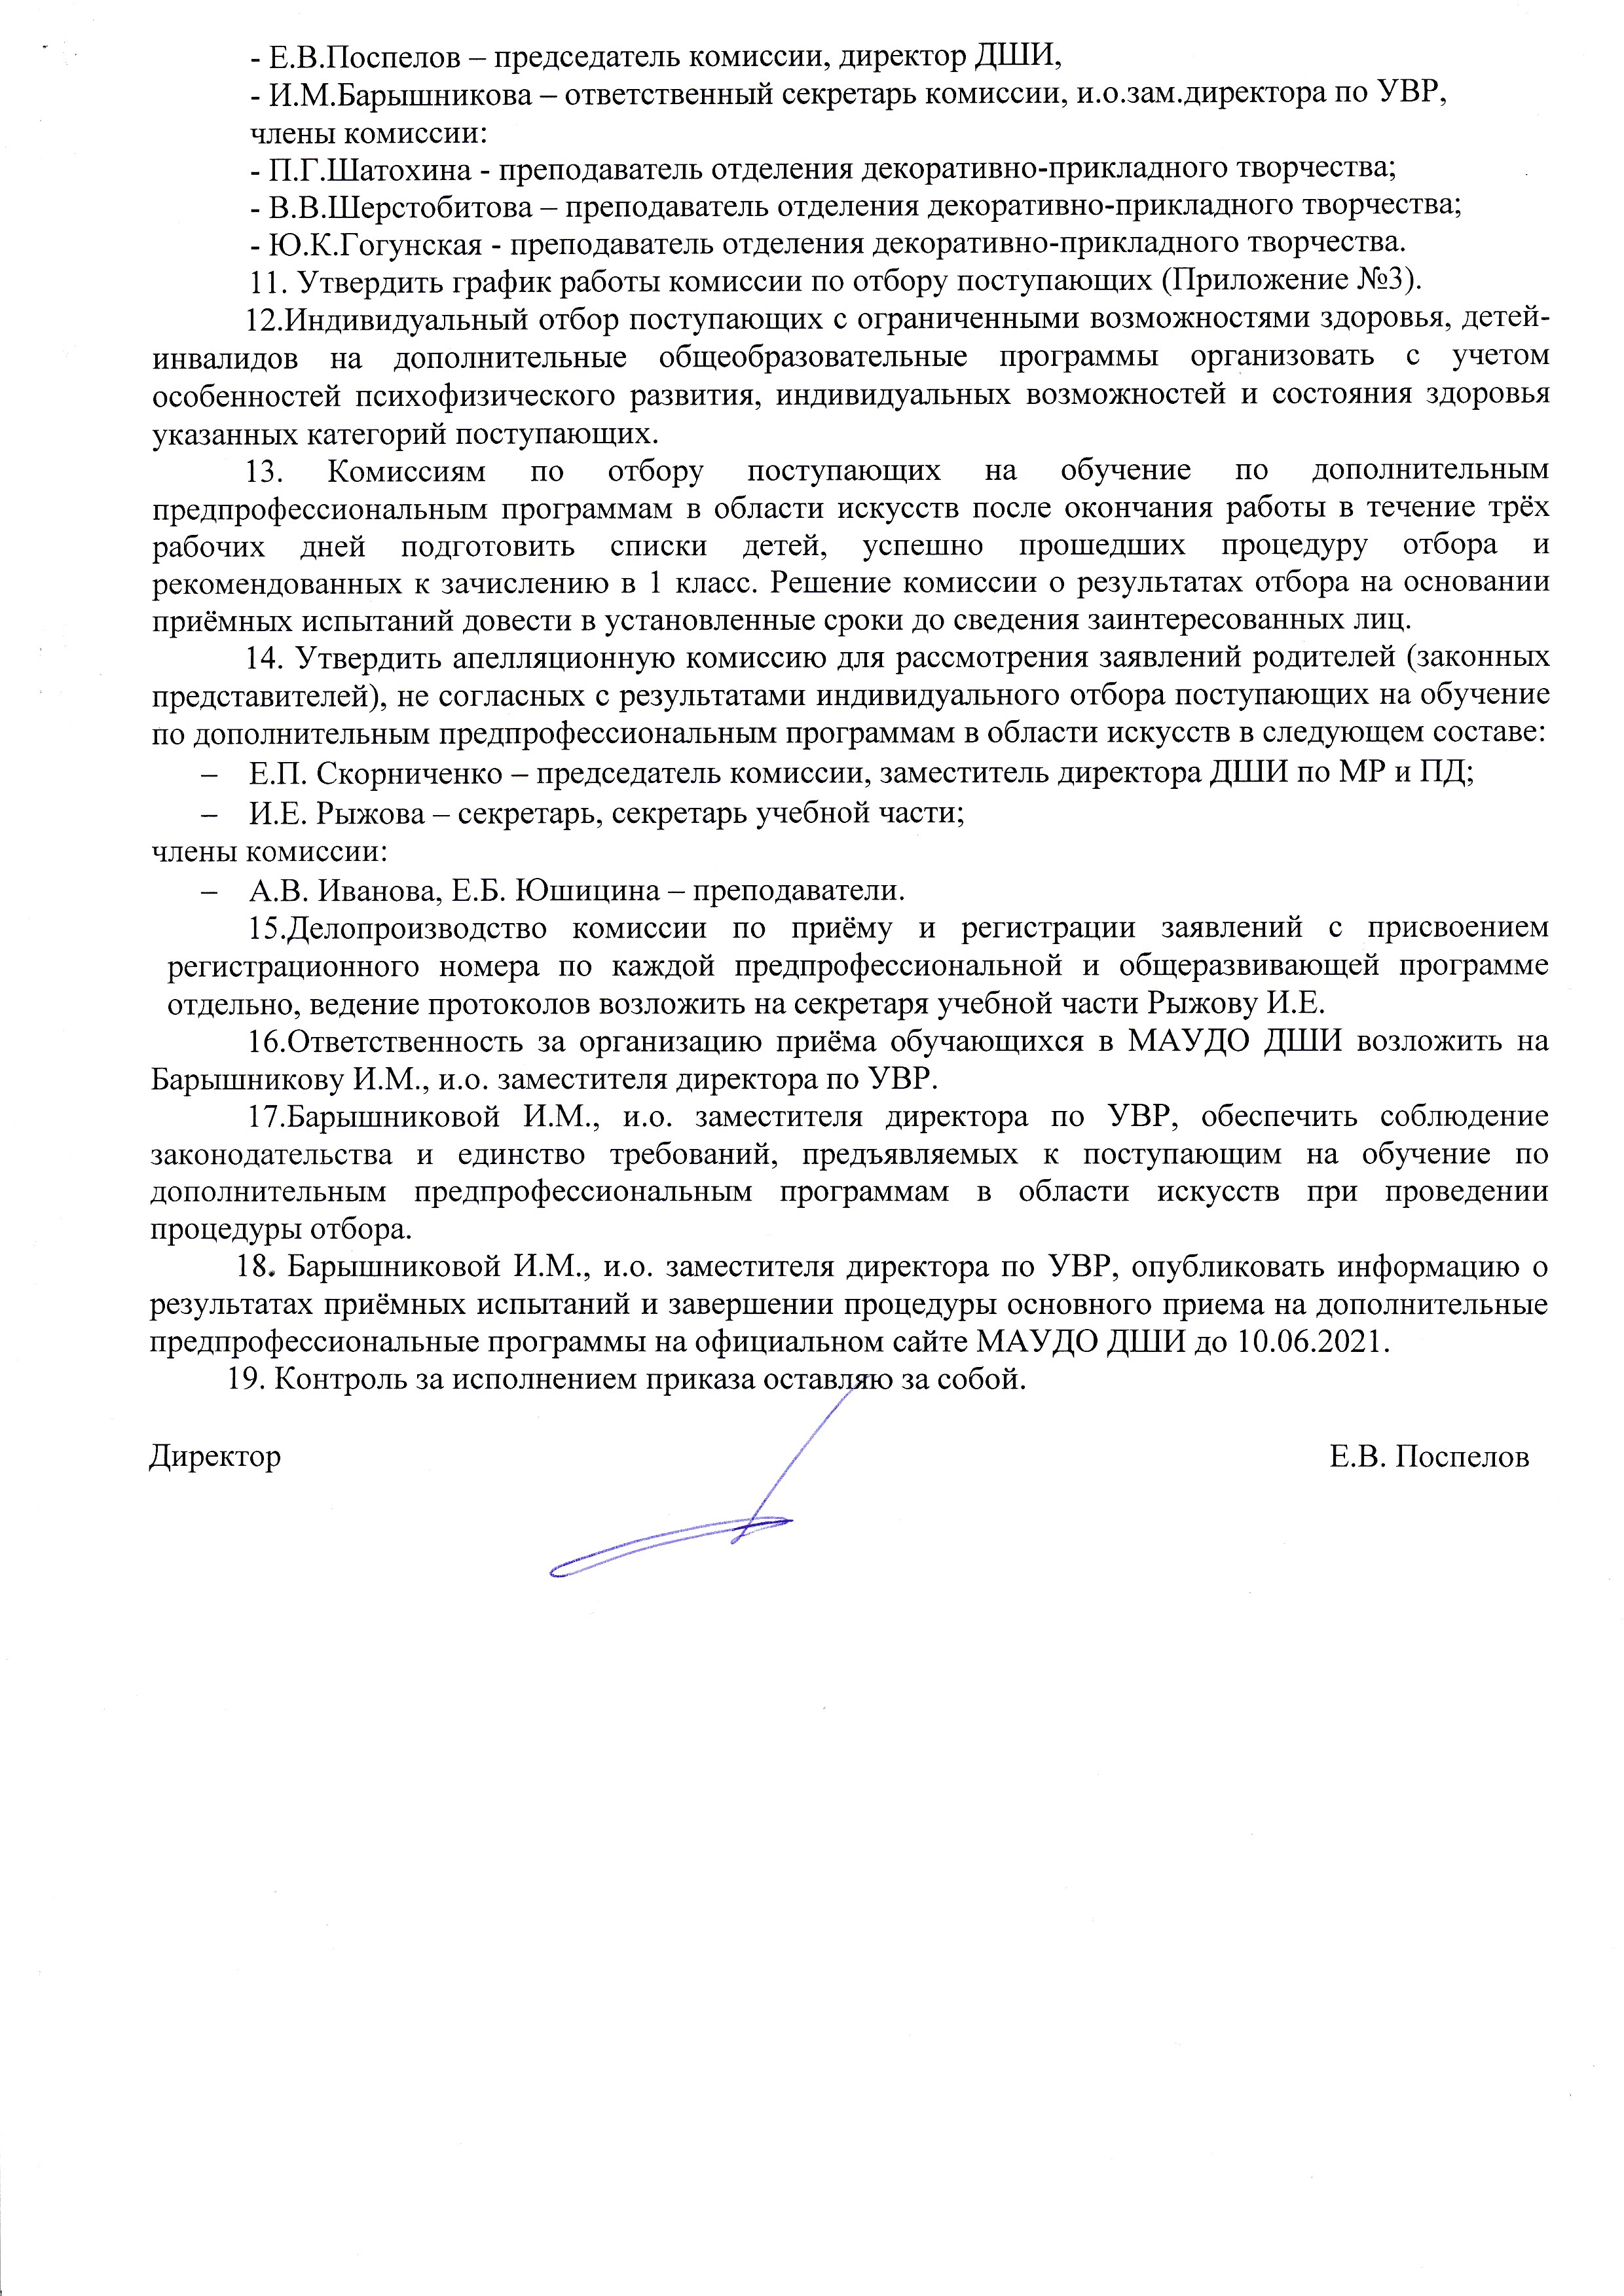 - Е.В.Поспелов – председатель комиссии, директор ДШИ,
- И.М.Барышникова – ответственный секретарь комиссии, и.о.зам.директора по УВР,
члены комиссии:
- П.Г.Шатохина - преподаватель отделения декоративно-прикладного творчества;
- В.В.Шерстобитова – преподаватель отделения декоративно-прикладного творчества;
- Ю.К.Гогунская - преподаватель отделения декоративно-прикладного творчества.
11. Утвердить график работы комиссии по отбору поступающих (Приложение №3).
12.Индивидуальный отбор поступающих с ограниченными возможностями здоровья, детей-
инвалидов на дополнительные общеобразовательные программы организовать с учетом
особенностей психофизического развития, индивидуальных возможностей и состояния здоровья
указанных категорий поступающих.
13. Комиссиям по отбору поступающих на обучение по дополнительным
предпрофессиональным программам в области искусств после окончания работы в течение трёх
рабочих дней подготовить списки детей, успешно прошедших процедуру отбора и
рекомендованных к зачислению в 1 класс. Решение комиссии о результатах отбора на основании
приёмных испытаний довести в установленные сроки до сведения заинтересованных лиц.
14. Утвердить апелляционную комиссию для рассмотрения заявлений родителей (законных
представителей), не согласных с результатами индивидуального отбора поступающих на обучение
по дополнительным предпрофессиональным программам в области искусств в следующем составе:
– Е.П. Скорниченко – председатель комиссии, заместитель директора ДШИ по МР и ПД;
– И.Е. Рыжова – секретарь, секретарь учебной части;
члены комиссии:
– А.В. Иванова, Е.Б. Юшицина – преподаватели.
15.Делопроизводство комиссии по приёму и регистрации заявлений с присвоением
регистрационного номера по каждой предпрофессиональной и общеразвивающей программе
отдельно, ведение протоколов возложить на секретаря учебной части Рыжову И.Е.
16.Ответственность за организацию приёма обучающихся в МАУДО ДШИ возложить на
Барышникову И.М., и.о. заместителя директора по УВР.
17.Барышниковой И.М., и.о. заместителя директора по УВР, обеспечить соблюдение
законодательства и единство требований, предъявляемых к поступающим на обучение по
дополнительным предпрофессиональным программам в области искусств при проведении
процедуры отбора.
18. Барышниковой И.М., и.о. заместителя директора по УВР, опубликовать информацию о
результатах приёмных испытаний и завершении процедуры основного приема на дополнительные
предпрофессиональные программы на официальном сайте МАУДО ДШИ до 10.06.2021.
19. Контроль за исполнением приказа оставляю за собой.
Директор Е.В. Поспелов